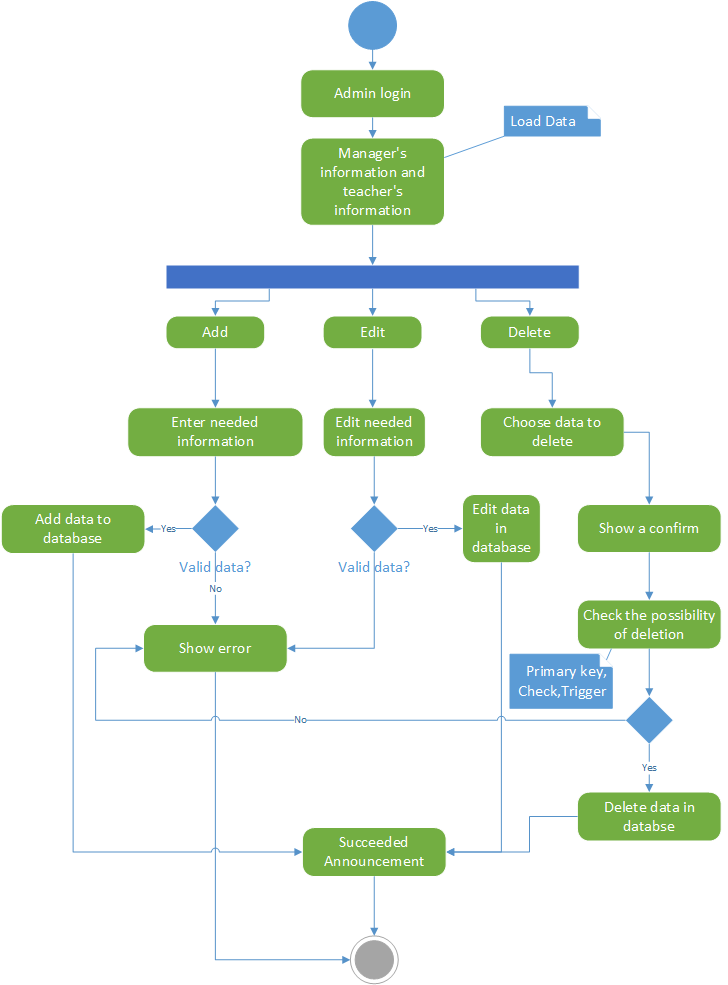 Admin login
Load Data
Manager's
information and
teacher's
information
Add
Edit
Delete
Enter needed
information
Edit needed
information
Choose data to
delete
Add data to
database
Yes
Valid data?
No
Yes
Valid data?
Edit data
in
database
Show a confirm
Show error
Check the possibility
of deletion
Primary key,
Check,Trigger
No
Yes
Delete data in
databse
Succeeded
Announcement